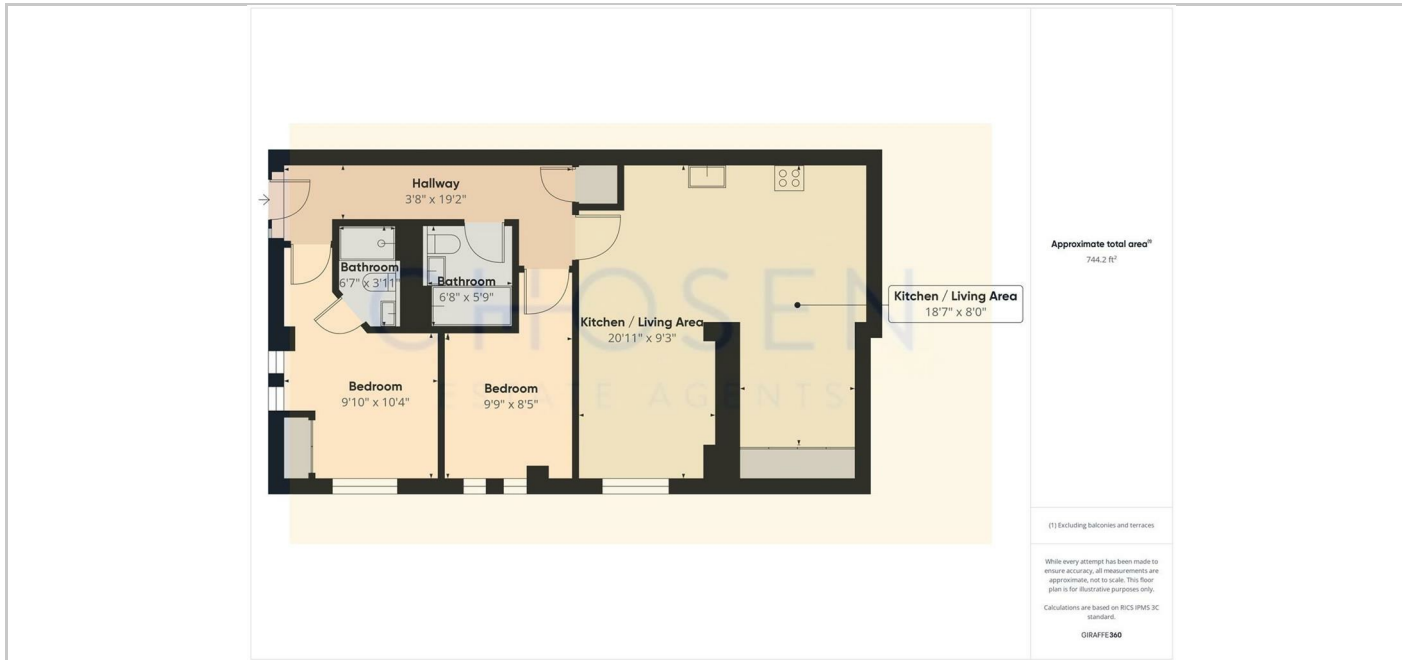 Hallway
3'8" x 19'2"
Bathroom
6'7" x 3'11"
Bathroom
6'8" x 5'9"
Kitchen / Living Area
20'11" x 9'3"
Kitchen / Living Area
18'7" x 8'0"
Bedroom
9'10" x 10'4"
Bedroom
9'9" x 8'5"
CHOSEN
ESTATE AGENTS
Approximate total area⁽¹⁾
744.2 ft²
(1) Excluding balconies and terraces
While every attempt has been made to
ensure accuracy, all measurements are
approximate, not to scale. This floor
plan is for illustrative purposes only.
Calculations are based on RICS IPMS 3C
standard.
GIRAFFE360